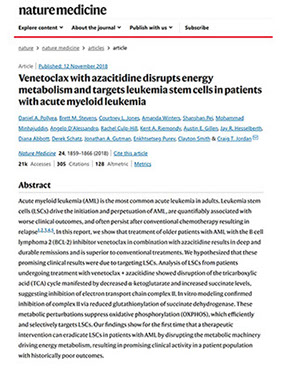 nature medicine
Explore content About the journal Publish with us Subscribe
nature > nature medicine > articles > article
Article | Published: 12 November 2018
Venetoclax with azacitidine disrupts energy
metabolism and targets leukemia stem cells in patients
with acute myeloid leukemia
Daniel A. Pollyea, Brett M. Stevens, Courtney L. Jones, Amanda Winters, Shanshan Pei, Mohammad
Minhajuddin, Angelo D'Alessandro, Rachel Culp-Hill, Kent A. Riemondy, Austin E. Gillen, Jay R. Hesselberth,
Diana Abbott, Derek Schatz, Jonathan A. Gutman, Enkhtsetseg Purev, Clayton Smith & Craig T. Jordan
Nature Medicine 24, 1859–1866 (2018) | Cite this article
21k Accesses | 305 Citations | 128 Altmetric | Metrics
Abstract
Acute myeloid leukemia (AML) is the most common acute leukemia in adults. Leukemia stem
cells (LSCs) drive the initiation and perpetuation of AML, are quantifiably associated with
worse clinical outcomes, and often persist after conventional chemotherapy resulting in
relapse1,2,3,4,5. In this report, we show that treatment of older patients with AML with the B cell
lymphoma 2 (BCL-2) inhibitor venetoclax in combination with azacitidine results in deep and
durable remissions and is superior to conventional treatments. We hypothesized that these
promising clinical results were due to targeting LSCs. Analysis of LSCs from patients
undergoing treatment with venetoclax + azacitidine showed disruption of the tricarboxylic
acid (TCA) cycle manifested by decreased α-ketoglutarate and increased succinate levels,
suggesting inhibition of electron transport chain complex II. In vitro modeling confirmed
inhibition of complex II via reduced glutathionylation of succinate dehydrogenase. These
metabolic perturbations suppress oxidative phosphorylation (OXPHOS), which efficiently
and selectively targets LSCs. Our findings show for the first time that a therapeutic
intervention can eradicate LSCs in patients with AML by disrupting the metabolic machinery
driving energy metabolism, resulting in promising clinical activity in a patient population
with historically poor outcomes.